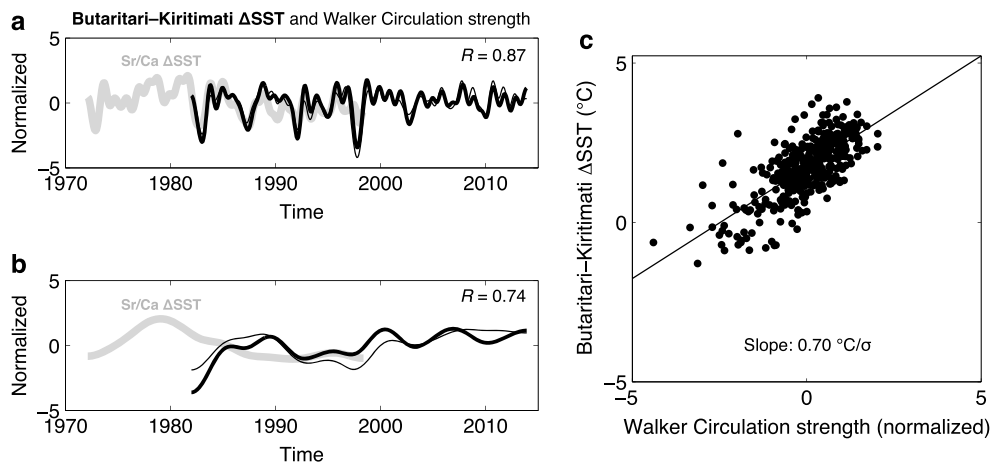 a
Butaritari–Kiritimati ΔSST and Walker Circulation strength
5
0
−5
Normalized
Sr/Ca ΔSST
R = 0.87
1970 1980 1990 2000 2010
Time
b
5
0
−5
Normalized
Sr/Ca ΔSST
R = 0.74
1970 1980 1990 2000 2010
Time
c
5
0
−5
Butaritari–Kiritimati ΔSST (°C)
Slope: 0.70 °C/σ
−5 0 5
Walker Circulation strength (normalized)